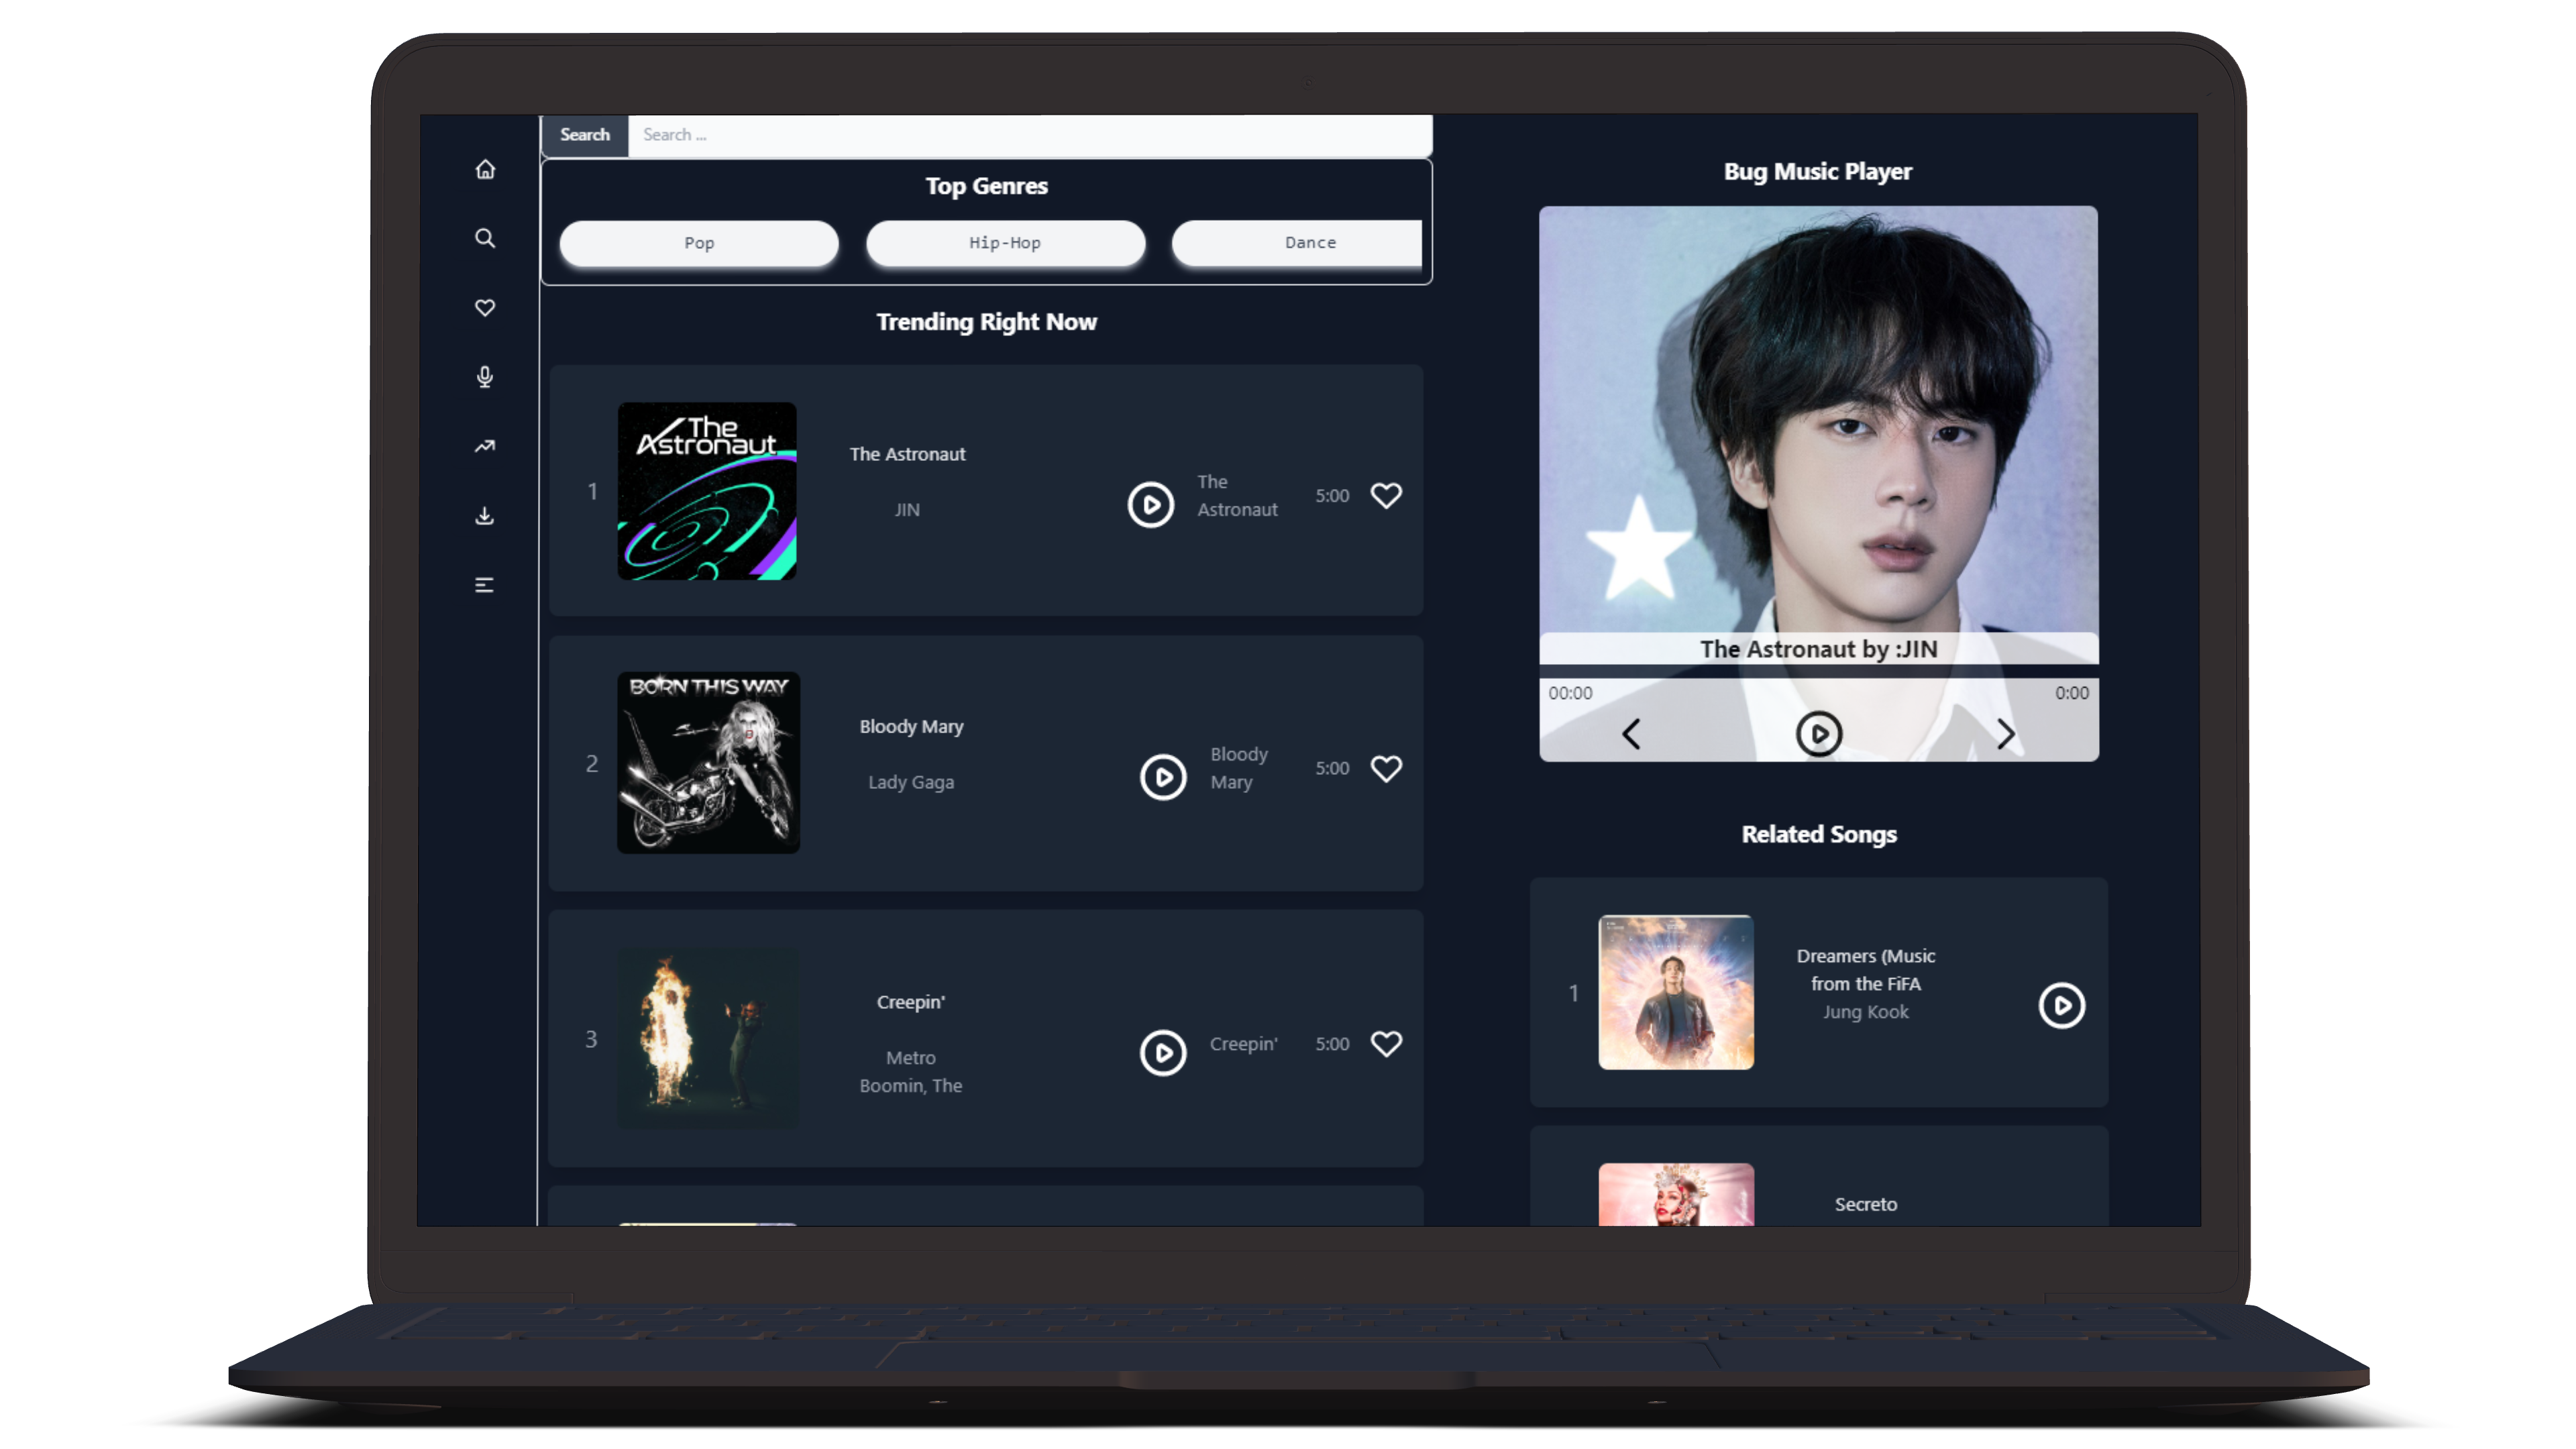 Search
Search ...
Top Genres
Pop
Hip-Hop
Dance
Trending Right Now
1
The
Astronaut
The Astronaut
JIN
The
Astronaut
5:00
2
BORN THIS WAY
Bloody Mary
Lady Gaga
Bloody
Mary
5:00
3
Creepin'
Metro
Boomin, The
Creepin'
5:00
Bug Music Player
The Astronaut by :JIN
00:00
0:00
Related Songs
1
Dreamers (Music
from the FiFA
Jung Kook
Secreto